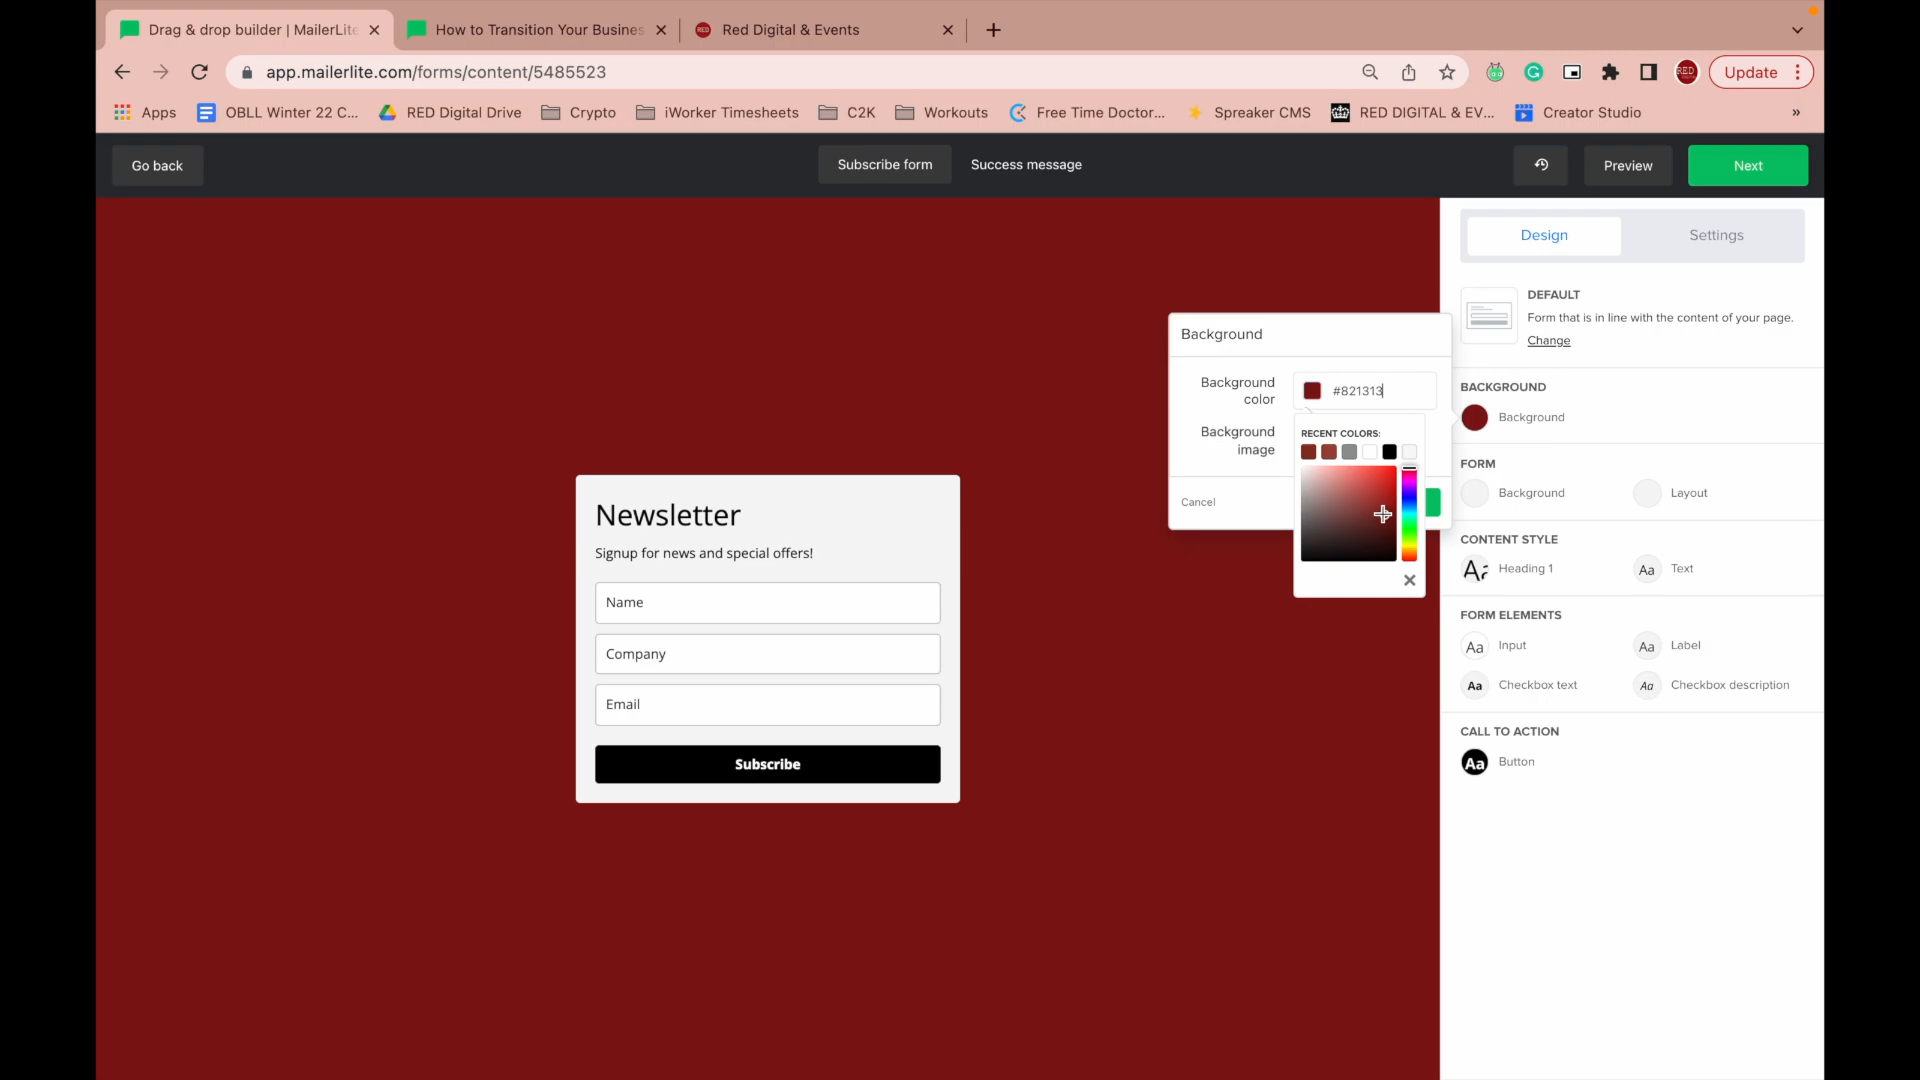 Drag & drop builder | MailerLite
How to Transition Your Busines
RED
Red Digital & Events
app.mailerlite.com/forms/content/5485523
RED
Update
Apps
OBLL Winter 22 C...
RED Digital Drive
Crypto
iWorker Timesheets
C2K
Workouts
Free Time Doctor...
Spreaker CMS
RED DIGITAL & EV...
Creator Studio
»
Go back
Subscribe form
Success message
Preview
Next
Design
Settings
DEFAULT
Form that is in line with the content of your page.
Change
Background
Background
color
#821313
Background
image
RECENT COLORS:
Cancel
BACKGROUND
Background
FORM
Background
Layout
CONTENT STYLE
Heading 1
Aa
Text
FORM ELEMENTS
Aa
Input
Aa
Label
Aa
Checkbox text
Aa
Checkbox description
CALL TO ACTION
Aa
Button
Newsletter
Signup for news and special offers!
Name
Company
Email
Subscribe